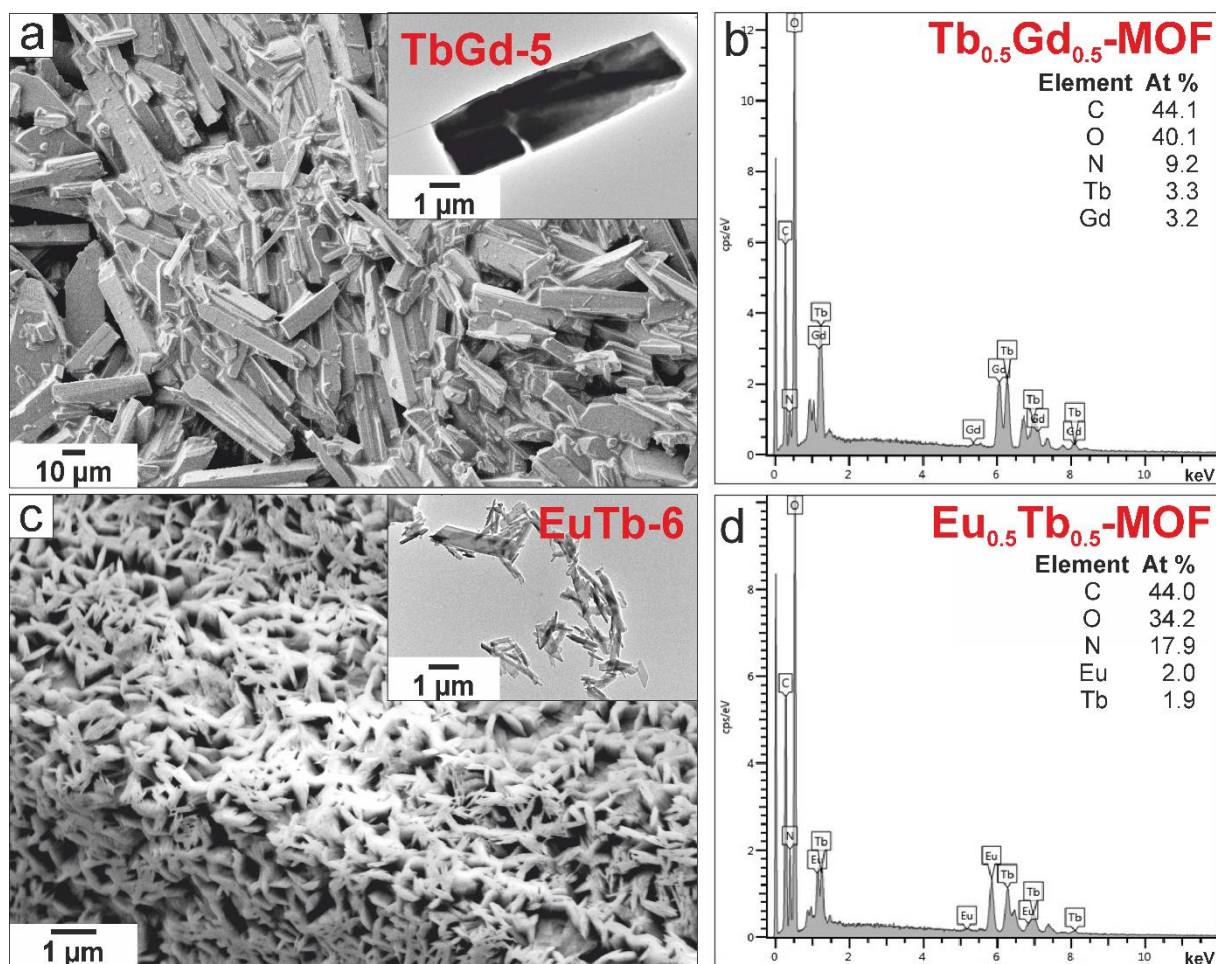 a
TbGd-5
1 µm
10 µm
b
Tb0.5Gd0.5-MOF
Element At %
C 44.1
O 40.1
N 9.2
Tb 3.3
Gd 3.2
12
10
8
6
4
2
0
cps/eV
O
C
N
Tb
Gd
Gd
Gd
Tb
Tb
Gd
Tb
Gd
0 2 4 6 8 10 keV
c
EuTb-6
1 µm
1 µm
d
Eu0.5Tb0.5-MOF
Element At %
C 44.0
O 34.2
N 17.9
Eu 2.0
Tb 1.9
8
6
4
2
0
cps/eV
O
C
N
Tb
Eu
Eu
Eu
Tb
Tb
Eu
Tb
0 2 4 6 8 10 keV